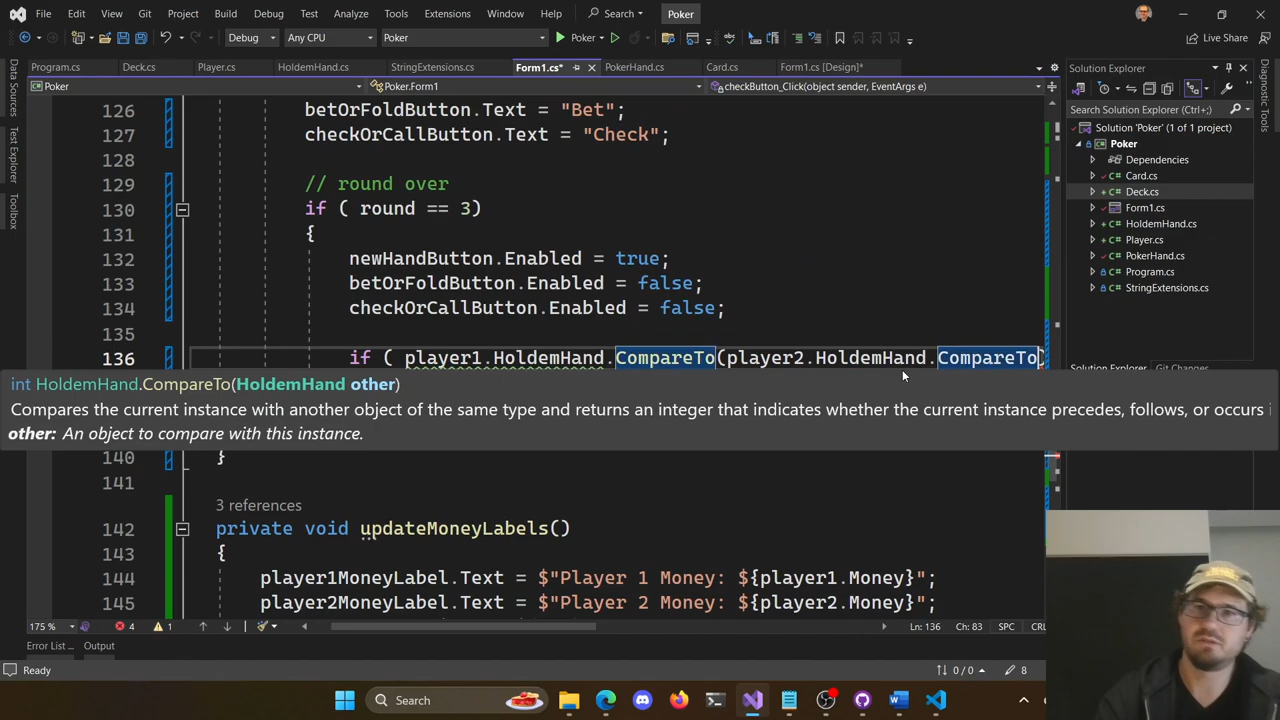 File Edit View Git Project Build Debug Test Analyze Tools Extensions Window Help Search Poker
Debug Any CPU Poker Poker Live Share
Program.cs Deck.cs Player.cs HoldemHand.cs StringExtensions.cs Form1.cs* PokerHand.cs Card.cs Form1.cs [Design]*
Poker Poker.Form1 checkButton_Click(object sender, EventArgs e)
Data Sources
Test Explorer
Toolbox
126 betOrFoldButton.Text = "Bet";
127 checkOrCallButton.Text = "Check";
128
129 // round over
130 if ( round == 3)
131 {
132 newHandButton.Enabled = true;
133 betOrFoldButton.Enabled = false;
134 checkOrCallButton.Enabled = false;
135
136 if ( player1.HoldemHand.CompareTo(player2.HoldemHand.CompareTo)
int HoldemHand.CompareTo(HoldemHand other)
Compares the current instance with another object of the same type and returns an integer that indicates whether the current instance precedes, follows, or occurs i
other: An object to compare with this instance.
140 }
141
3 references
142 private void updateMoneyLabels()
143 {
144 player1MoneyLabel.Text = $"Player 1 Money: ${player1.Money}";
145 player2MoneyLabel.Text = $"Player 2 Money: ${player2.Money}";
175 % 4 1 Ln: 136 Ch: 83 SPC CRL
Error List ... Output
Ready 0 / 0 8
Solution Explorer
Search Solution Explorer (Ctrl+;)
Solution 'Poker' (1 of 1 project)
Poker
Dependencies
Card.cs
Deck.cs
Form1.cs
HoldemHand.cs
Player.cs
PokerHand.cs
Program.cs
StringExtensions.cs
Solution Explorer Git Changes
Diagnostic Tools
Search